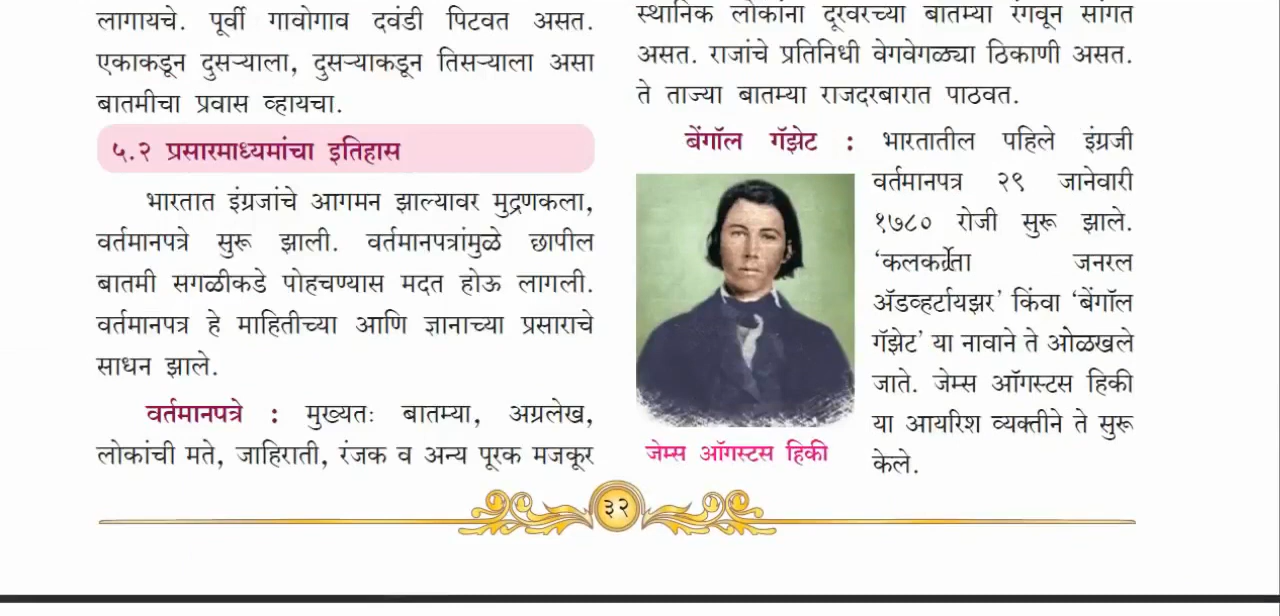 लागायचे. पूर्वी गावोगाव दवंडी पिटवत असत.
एकाकडून दुसऱ्याला, दुसऱ्याकडून तिसऱ्याला असा
बातमीचा प्रवास व्हायचा.
५.२ प्रसारमाध्यमांचा इतिहास
भारतात इंग्रजांचे आगमन झाल्यावर मुद्रणकला,
वर्तमानपत्रे सुरू झाली. वर्तमानपत्रांमुळे छापील
बातमी सगळीकडे पोहचण्यास मदत होऊ लागली.
वर्तमानपत्र हे माहितीच्या आणि ज्ञानाच्या प्रसाराचे
साधन झाले.
वर्तमानपत्रे : मुख्यतः बातम्या, अग्रलेख,
लोकांची मते, जाहिराती, रंजक व अन्य पूरक मजकूर
स्थानिक लोकांना दूरवरच्या बातम्या रंगवून सांगत
असत. राजांचे प्रतिनिधी वेगवेगळ्या ठिकाणी असत.
ते ताज्या बातम्या राजदरबारात पाठवत.
बेंगॉल गॅझेट : भारतातील पहिले इंग्रजी
वर्तमानपत्र २९ जानेवारी
१७८० रोजी सुरू झाले.
‘कलकत्ता जनरल
ॲडव्हर्टायझर’ किंवा ‘बेंगॉल
गॅझेट’ या नावाने ते ओळखले
जाते. जेम्स ऑगस्टस हिकी
या आयरिश व्यक्तीने ते सुरू
केले.
जेम्स ऑगस्टस हिकी
३२